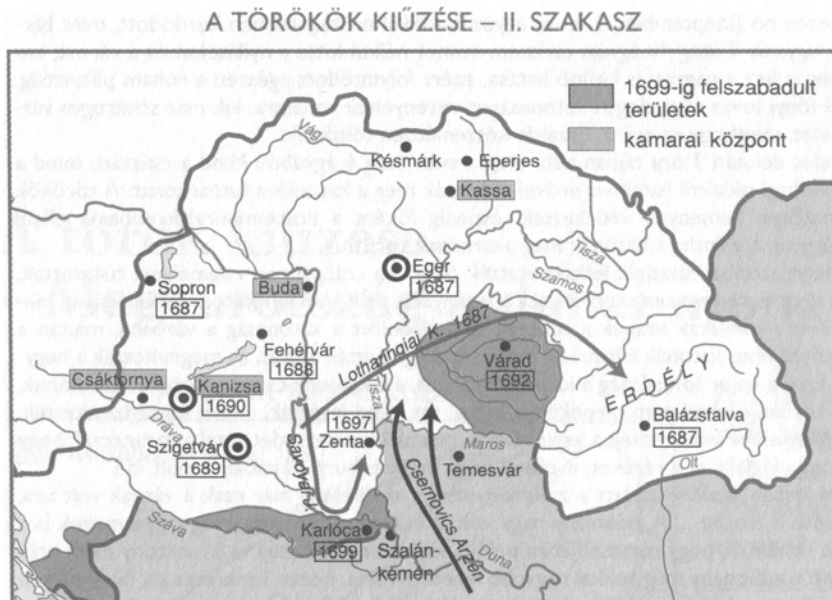 A TÖRÖKÖK KIŰZÉSE – II. SZAKASZ
1699-ig felszabadult
területek
kamarai központ
Vág
Késmárk
Eperjes
Kassa
Tisza
Szamos
Sopron
1687
Buda
Eger
1687
Fehérvár
1688
Lotharingiai K. 1687
Várad
1692
ERDÉLY
Csáktornya
Kanizsa
1690
Tisza
Balázsfalva
1687
Dráva
Szigetvár
1689
1697
Zenta
Maros
Temesvár
Olt
Savoyai J.
Csernovics Arzén
Száva
Karlóca
1699
Szalán-
kemén
Duna